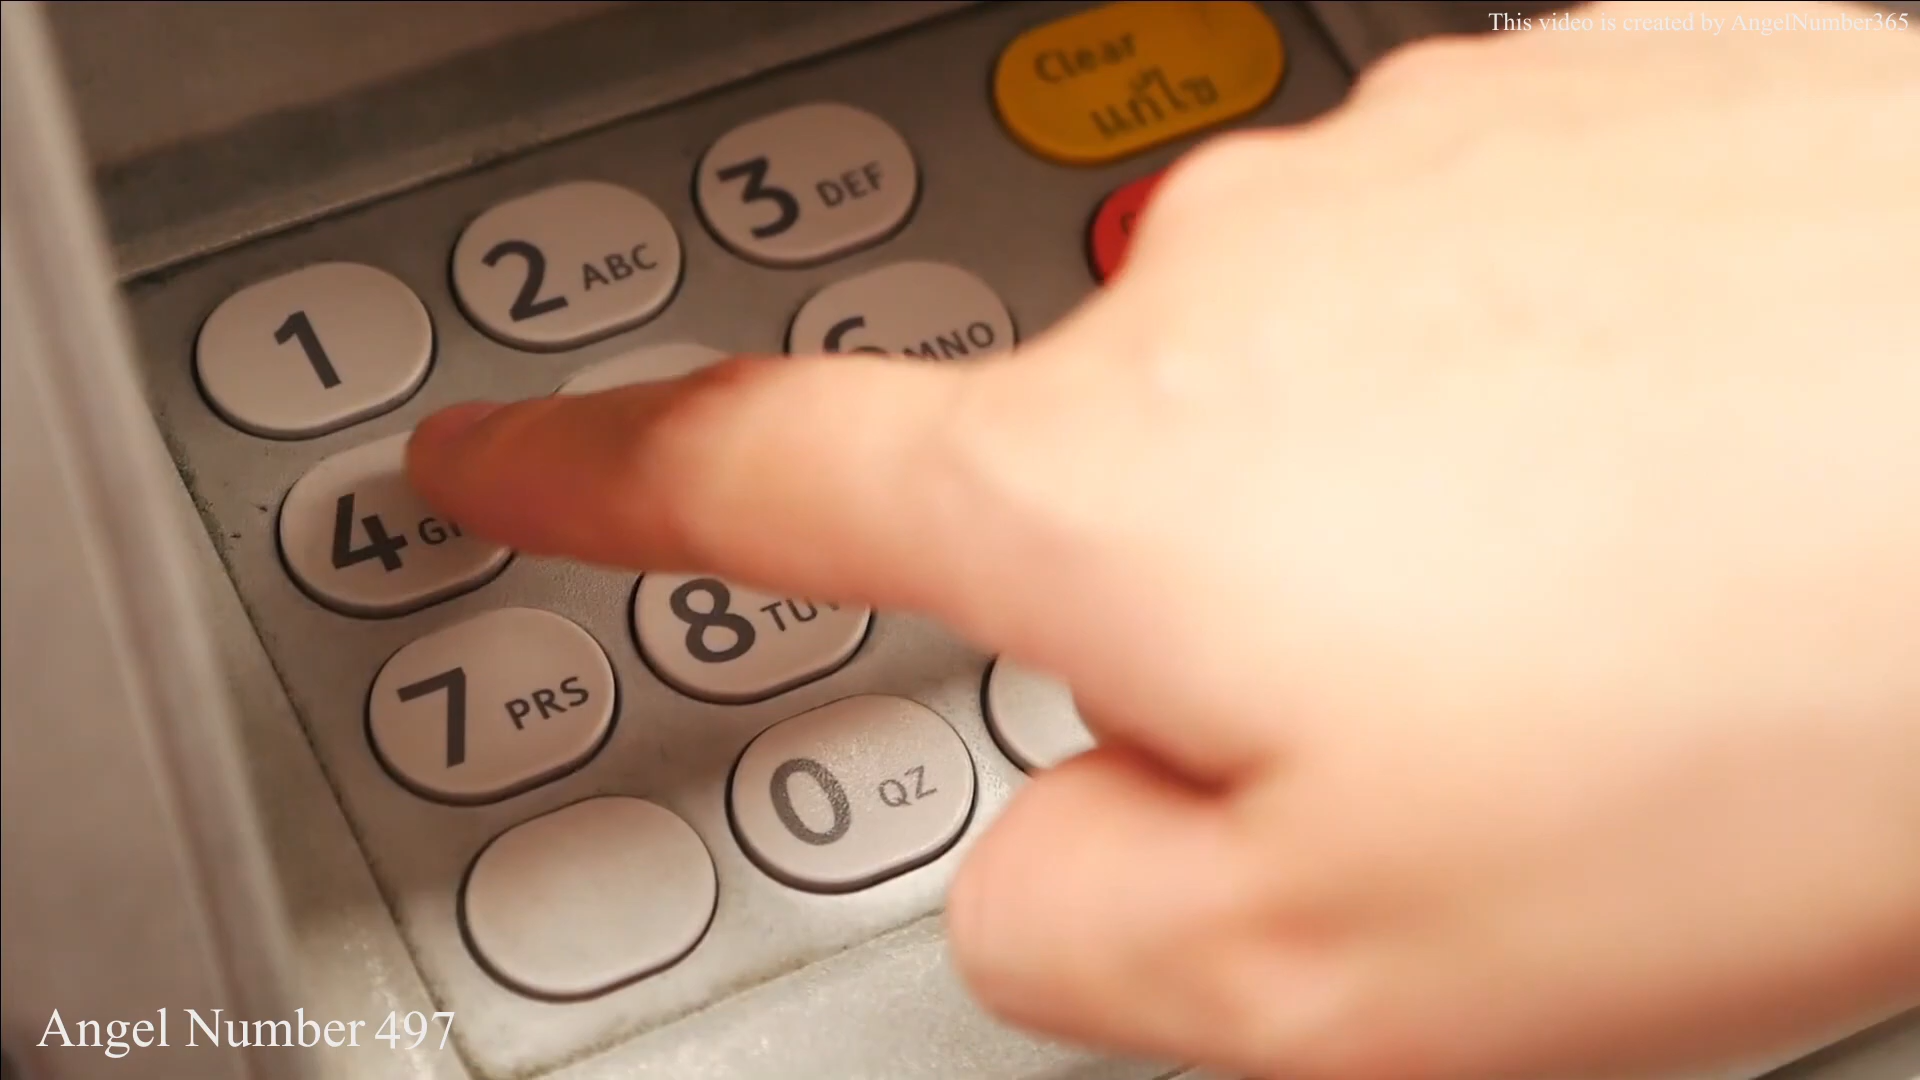 This video is created by AngelNumber365
Clear
แก้ไข
3 DEF
2 ABC
1
MNO
4
8
7 PRS
0 QZ
Angel Number 497